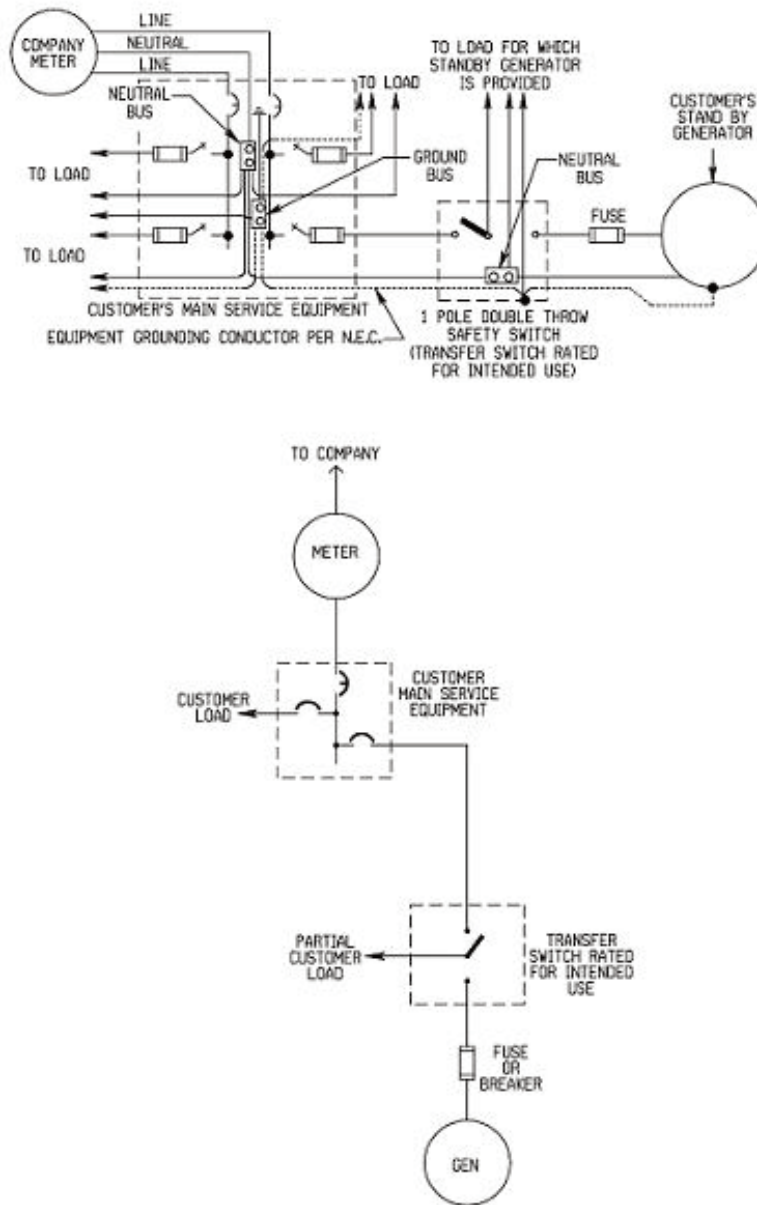 LINE
COMPANY
METER
NEUTRAL
LINE
NEUTRAL
BUS
TO LOAD
TO LOAD FOR WHICH
STANDBY GENERATOR
IS PROVIDED
CUSTOMER'S
STAND BY
GENERATOR
GROUND
BUS
NEUTRAL
BUS
FUSE
TO LOAD
TO LOAD
CUSTOMER'S MAIN SERVICE EQUIPMENT
EQUIPMENT GROUNDING CONDUCTOR PER N.E.C.
1 POLE DOUBLE THROW
SAFETY SWITCH
(TRANSFER SWITCH RATED
FOR INTENDED USE)
TO COMPANY
METER
CUSTOMER
MAIN SERVICE
EQUIPMENT
CUSTOMER
LOAD
PARTIAL
CUSTOMER
LOAD
TRANSFER
SWITCH RATED
FOR INTENDED
USE
FUSE
OR
BREAKER
GEN